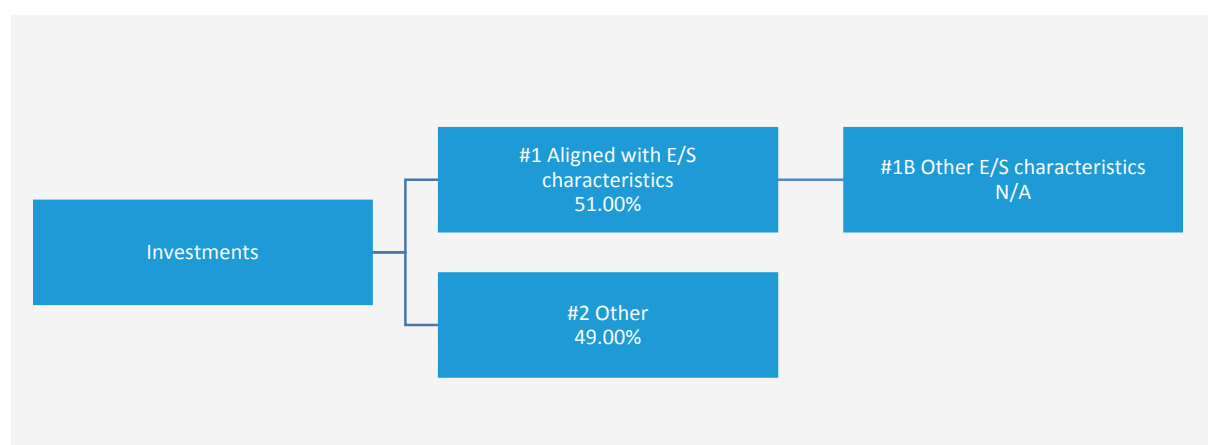 Investments
#1 Aligned with E/S
characteristics
51.00%
#1B Other E/S characteristics
N/A
#2 Other
49.00%